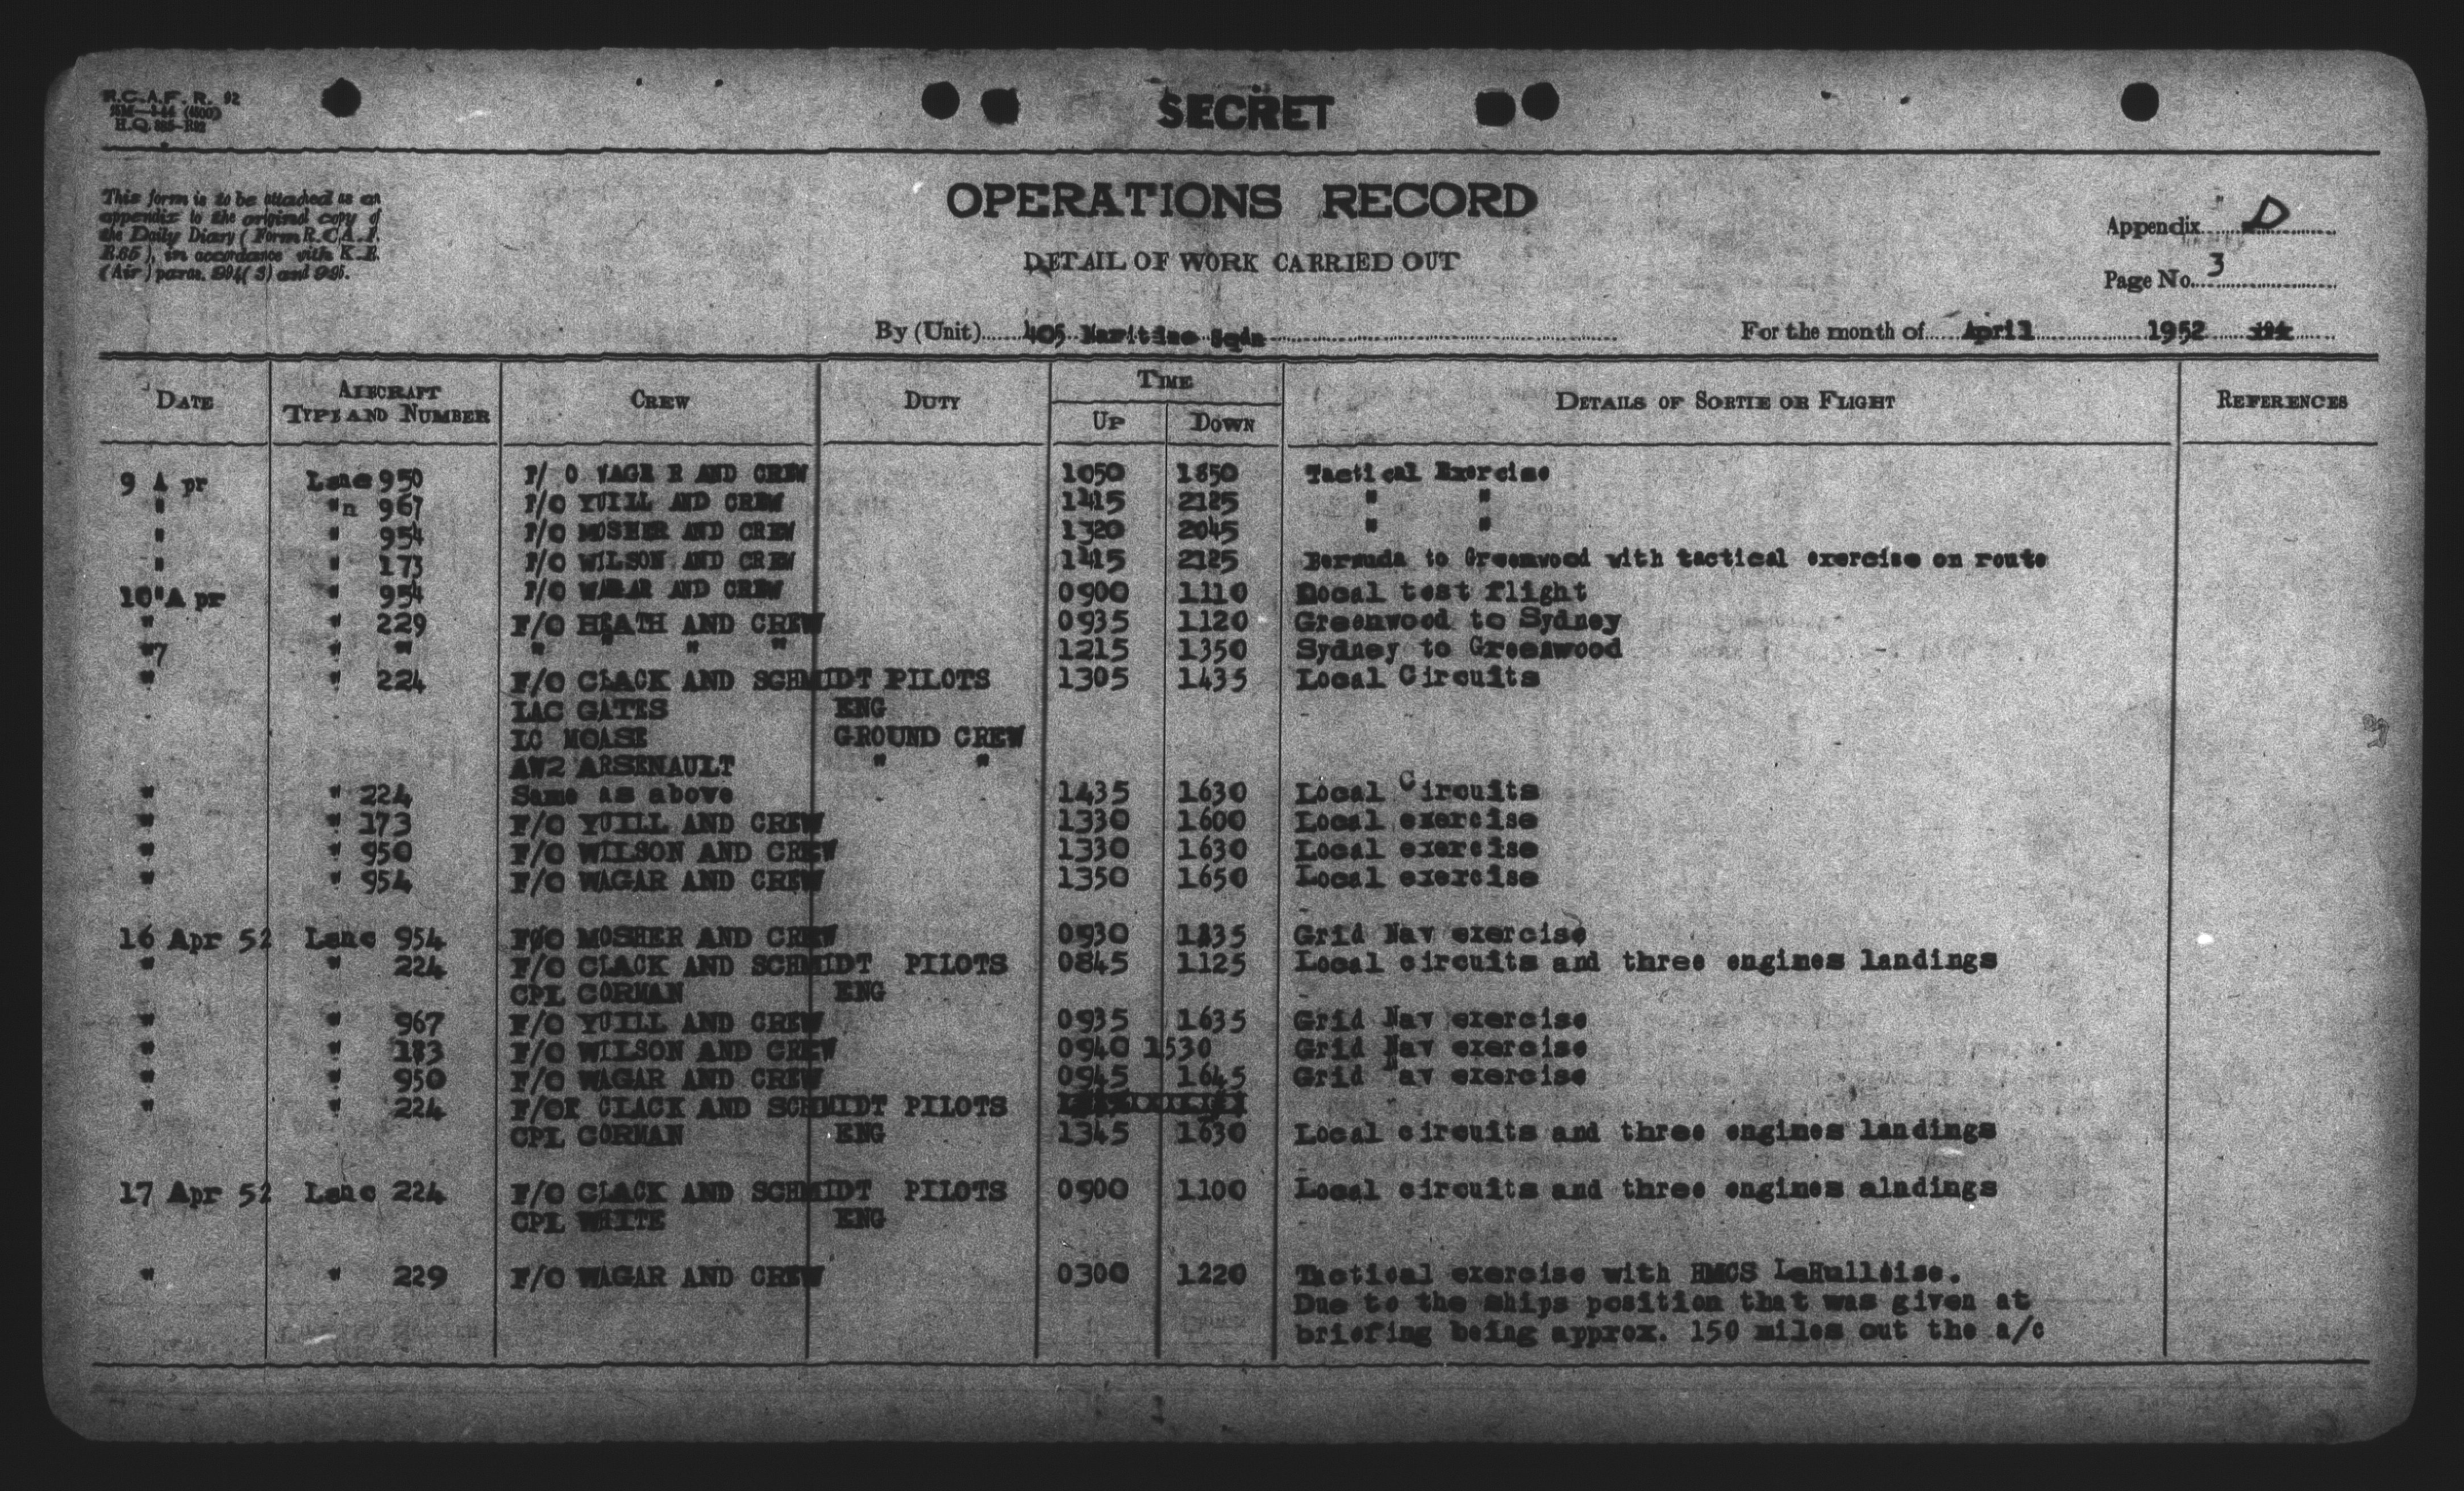 R.C.A.F. R. 92
SECRET
This form is to be attached as an
appendix to the original copy of
the Daily Diary (Form R.C.A.F.
R.65), in accordance with K.R.
(Air) paras. 994(3) and 995.
OPERATIONS RECORD
DETAIL OF WORK CARRIED OUT
Appendix D
Page No. 3
By (Unit) 405 Maritime Sqdn For the month of April 1952
DATE AIRCRAFT TYPE AND NUMBER CREW DUTY TIME UP DOWN DETAILS OF SORTIE OR FLIGHT REFERENCES
9 A pr Lanc 950 F/ O WAGA R AND CREW 1050 1850 Tactical Exercise
" "n 967 F/O YUILL AND CREW 1415 2125 " "
" " 954 F/O MOSHER AND CREW 1320 2045 " "
" " 173 F/O WILSON AND CREW 1415 2125 Bermuda to Greenwood with tactical exercise on route
10"A pr " 954 F/O WAGAR AND CREW 0900 1110 Local test flight
" " 229 F/O HEATH AND CREW 0935 1120 Greenwood to Sydney
"7 " " " " " " 1215 1350 Sydney to Greenwood
" " 224 F/O CLACK AND SCHMIDT PILOTS 1305 1435 Local Circuits
LAC GATES ENG
LC MOASE GROUND CREW
AW2 ARSENAULT " "
" " 224 Same as above 1435 1630 Local Circuits
" " 173 F/O YUILL AND CREW 1330 1600 Local exercise
" " 950 F/O WILSON AND CREW 1330 1630 Local exercise
" " 954 F/O WAGAR AND CREW 1350 1650 Local exercise
16 Apr 52 Lanc 954 F/O MOSHER AND CREW 0930 1335 Grid Nav exercise
" " 224 F/O CLACK AND SCHMIDT PILOTS 0845 1125 Local circuits and three engines landings
CPL GORMAN ENG
" " 967 F/O YUILL AND CREW 0935 1635 Grid Nav exercise
" " 173 F/O WILSON AND CREW 0940 1530 Grid Nav exercise
" " 950 F/O WAGAR AND CREW 0945 1645 Grid Nav exercise
" " 224 F/OF CLACK AND SCHMIDT PILOTS
CPL GORMAN ENG 1345 1630 Local circuits and three engines landings
17 Apr 52 Lanc 224 F/O CLACK AND SCHMIDT PILOTS 0900 1100 Local circuits and three engines alndings
CPL WHITE ENG
" " 229 F/O WAGAR AND CREW 0300 1220 Tactical exercise with HMCS LaHulloise.
Due to the ships position that was given at
briefing being approx. 150 miles out the a/c